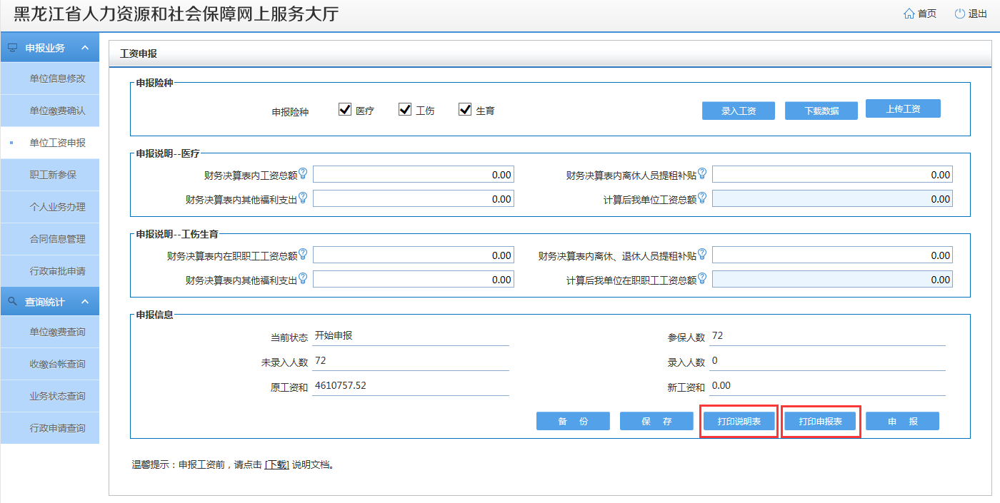 黑龙江省人力资源和社会保障网上服务大厅
首页 退出
申报业务
单位信息修改
单位缴费确认
单位工资申报
职工新参保
个人业务办理
合同信息管理
行政审批申请
查询统计
单位缴费查询
收缴台帐查询
业务状态查询
行政申请查询
工资申报
申报险种
申报险种 医疗 工伤 生育 录入工资 下载数据 上传工资
申报说明--医疗
财务决算表内工资总额 0.00 财务决算表内离休人员提租补贴 0.00
财务决算表内其他福利支出 0.00 计算后我单位工资总额 0.00
申报说明--工伤生育
财务决算表内在职职工工资总额 0.00 财务决算表内离休、退休人员提租补贴 0.00
财务决算表内其他福利支出 0.00 计算后我单位在职职工工资总额 0.00
申报信息
当前状态 开始申报 参保人数 72
未录入人数 72 录入人数 0
原工资和 4610757.52 新工资和 0.00
备 份 保 存 打印说明表 打印申报表 申 报
温馨提示：申报工资前，请点击 [下载] 说明文档。